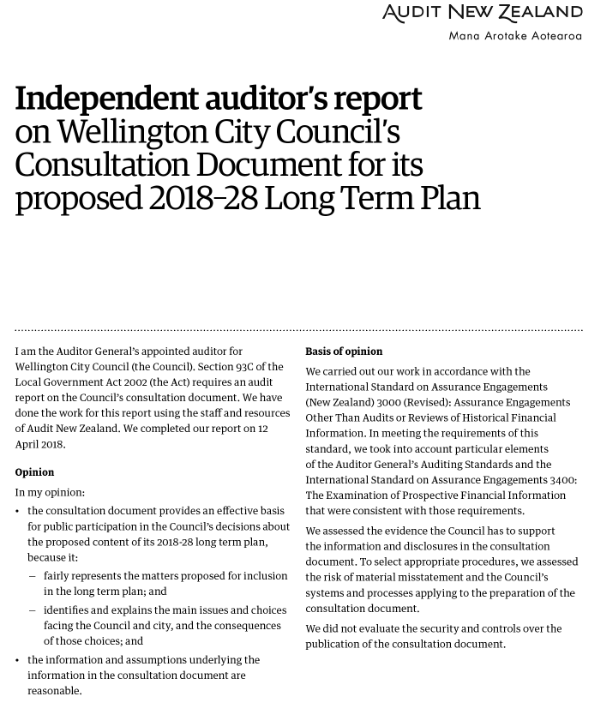 AUDIT NEW ZEALAND
Mana Arotake Aotearoa
Independent auditor's report
on Wellington City Council's
Consultation Document for its
proposed 2018–28 Long Term Plan
I am the Auditor General's appointed auditor for
Wellington City Council (the Council). Section 93C of the
Local Government Act 2002 (the Act) requires an audit
report on the Council's consultation document. We have
done the work for this report using the staff and resources
of Audit New Zealand. We completed our report on 12
April 2018.
Opinion
In my opinion:
• the consultation document provides an effective basis
for public participation in the Council's decisions about
the proposed content of its 2018-28 long term plan,
because it:
– fairly represents the matters proposed for inclusion
in the long term plan; and
– identifies and explains the main issues and choices
facing the Council and city, and the consequences
of those choices; and
• the information and assumptions underlying the
information in the consultation document are
reasonable.
Basis of opinion
We carried out our work in accordance with the
International Standard on Assurance Engagements
(New Zealand) 3000 (Revised): Assurance Engagements
Other Than Audits or Reviews of Historical Financial
Information. In meeting the requirements of this
standard, we took into account particular elements
of the Auditor General's Auditing Standards and the
International Standard on Assurance Engagements 3400:
The Examination of Prospective Financial Information
that were consistent with those requirements.
We assessed the evidence the Council has to support
the information and disclosures in the consultation
document. To select appropriate procedures, we assessed
the risk of material misstatement and the Council's
systems and processes applying to the preparation of the
consultation document.
We did not evaluate the security and controls over the
publication of the consultation document.